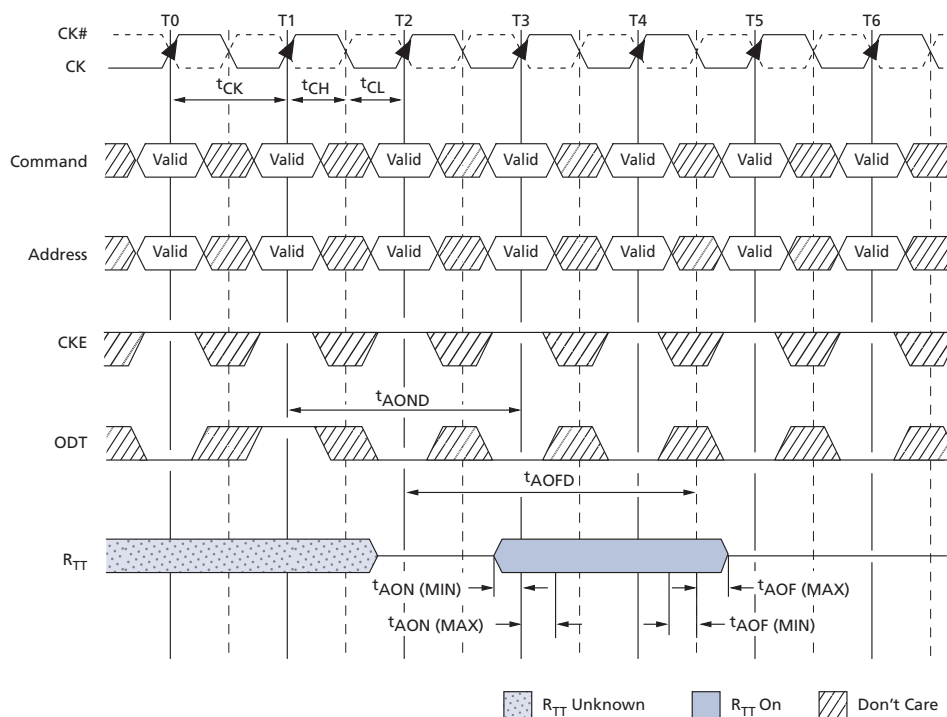 T0 T1 T2 T3 T4 T5 T6
CK#
CK
tCK tCH tCL
Command Valid Valid Valid Valid Valid Valid Valid
Address Valid Valid Valid Valid Valid Valid Valid
CKE
tAOND
ODT
tAOFD
RTT
tAON (MIN) tAOF (MAX)
tAON (MAX) tAOF (MIN)
RTT Unknown RTT On Don't Care